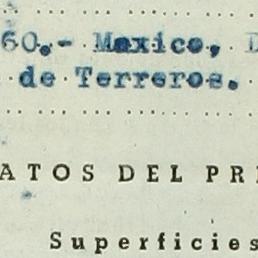 60.- Mexico, D
de Terreros.
ATOS DEL PR
Superficies